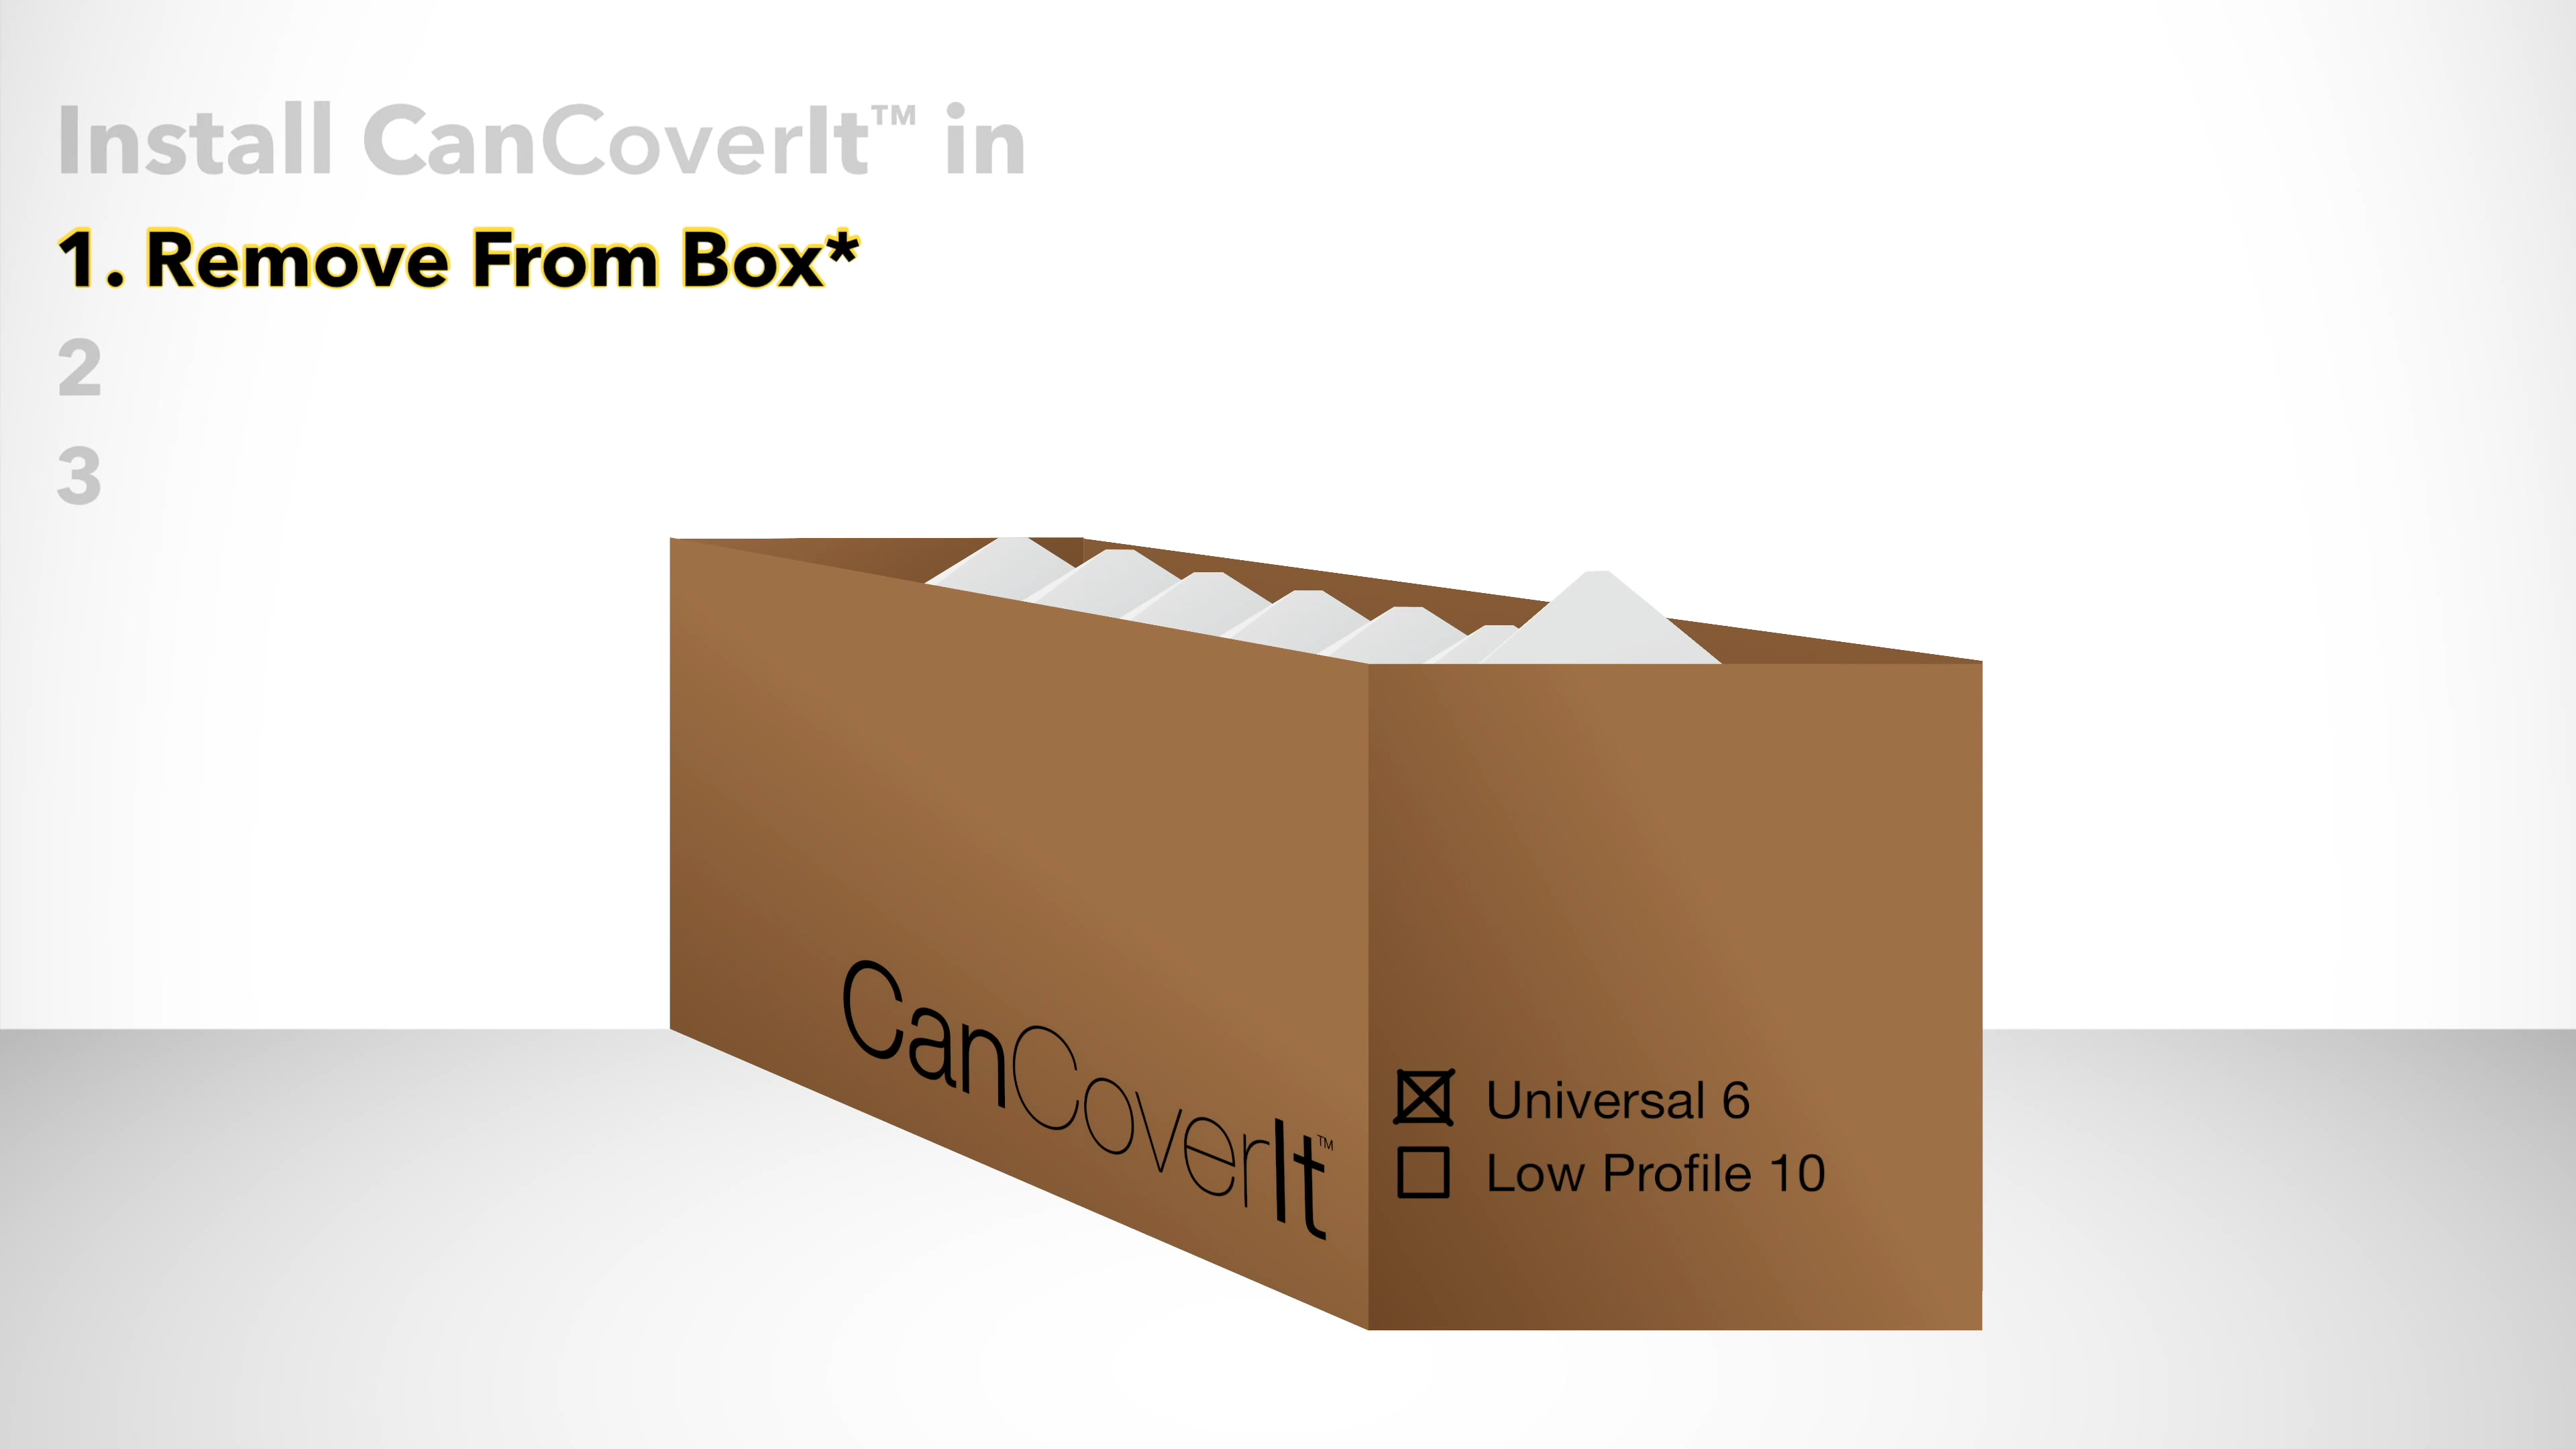 Install CanCoverIt™ in
1. Remove From Box*
2
3
CanCoverIt™
Universal 6
Low Profile 10